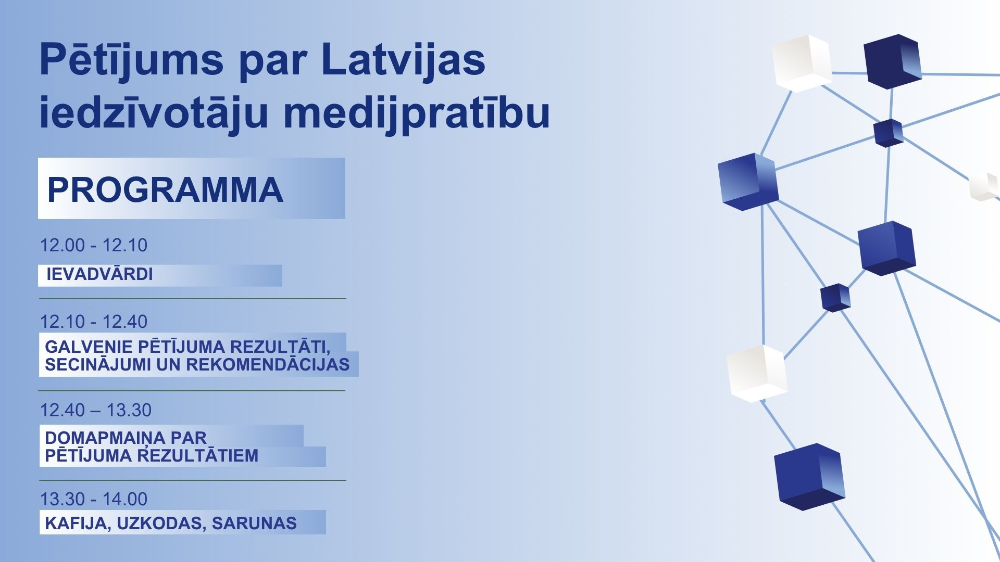 Pētījums par Latvijas
iedzīvotāju medijpratību
PROGRAMMA
12.00 - 12.10
IEVADVĀRDI
12.10 - 12.40
GALVENIE PĒTĪJUMA REZULTĀTI,
SECINĀJUMI UN REKOMENDĀCIJAS
12.40 – 13.30
DOMAPMAIŅA PAR
PĒTĪJUMA REZULTĀTIEM
13.30 - 14.00
KAFIJA, UZKODAS, SARUNAS